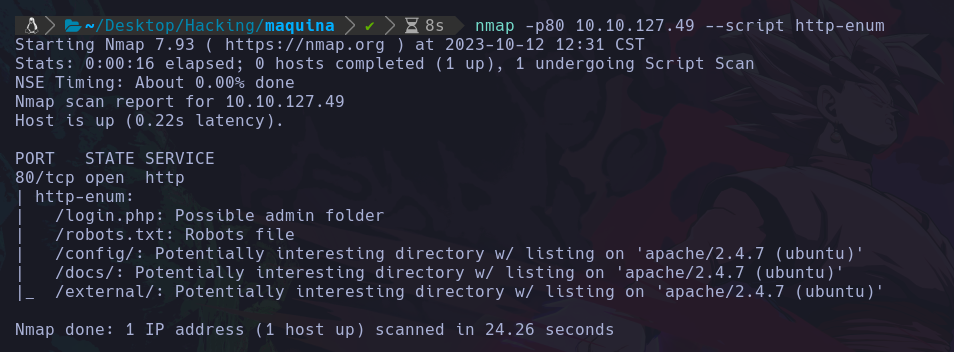 ~/Desktop/Hacking/maquina ✔ 8s nmap -p80 10.10.127.49 --script http-enum
Starting Nmap 7.93 ( https://nmap.org ) at 2023-10-12 12:31 CST
Stats: 0:00:16 elapsed; 0 hosts completed (1 up), 1 undergoing Script Scan
NSE Timing: About 0.00% done
Nmap scan report for 10.10.127.49
Host is up (0.22s latency).
PORT   STATE SERVICE
80/tcp open  http
| http-enum:
|   /login.php: Possible admin folder
|   /robots.txt: Robots file
|   /config/: Potentially interesting directory w/ listing on 'apache/2.4.7 (ubuntu)'
|   /docs/: Potentially interesting directory w/ listing on 'apache/2.4.7 (ubuntu)'
|_  /external/: Potentially interesting directory w/ listing on 'apache/2.4.7 (ubuntu)'
Nmap done: 1 IP address (1 host up) scanned in 24.26 seconds